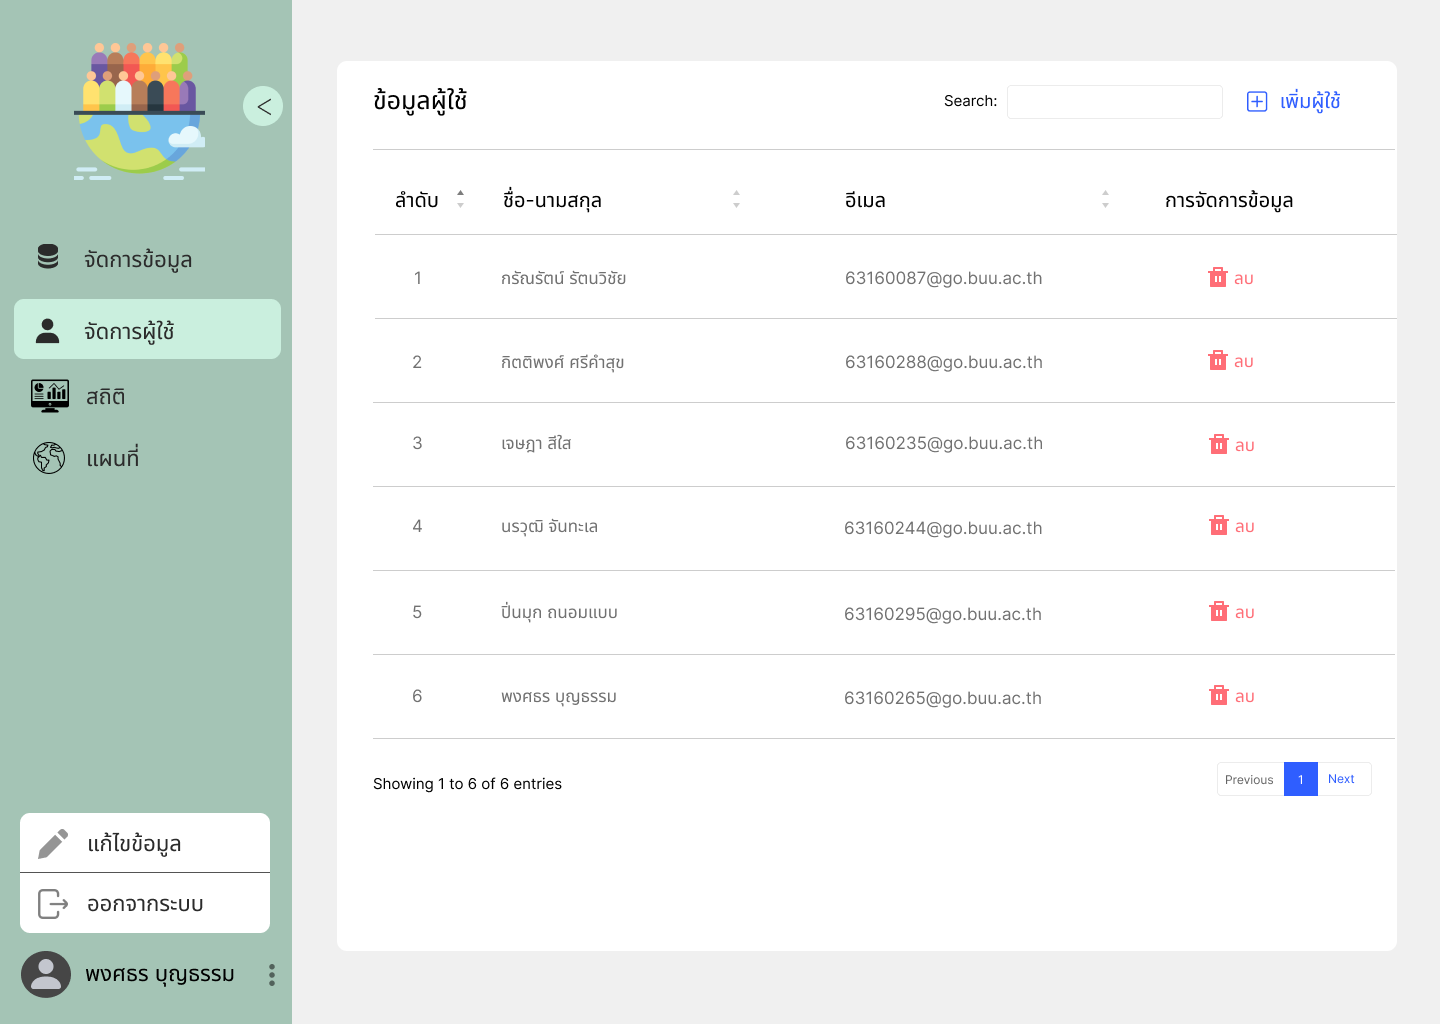 <
จัดการข้อมูล
จัดการผู้ใช้
สถิติ
แผนที่
แก้ไขข้อมูล
ออกจากระบบ
พงศธร บุญธรรม
ข้อมูลผู้ใช้ Search: เพิ่มผู้ใช้
ลำดับ ชื่อ-นามสกุล อีเมล การจัดการข้อมูล
1 ภรัณรัตน์ รัตนวิชัย 63160087@go.buu.ac.th ลบ
2 กิตติพงศ์ ศรีคำสุข 63160288@go.buu.ac.th ลบ
3 เจษฎา สีใส 63160235@go.buu.ac.th ลบ
4 นรวุฒิ จันทะเล 63160244@go.buu.ac.th ลบ
5 ปิ่นมุก ถนอมแบบ 63160295@go.buu.ac.th ลบ
6 พงศธร บุญธรรม 63160265@go.buu.ac.th ลบ
Showing 1 to 6 of 6 entries Previous 1 Next